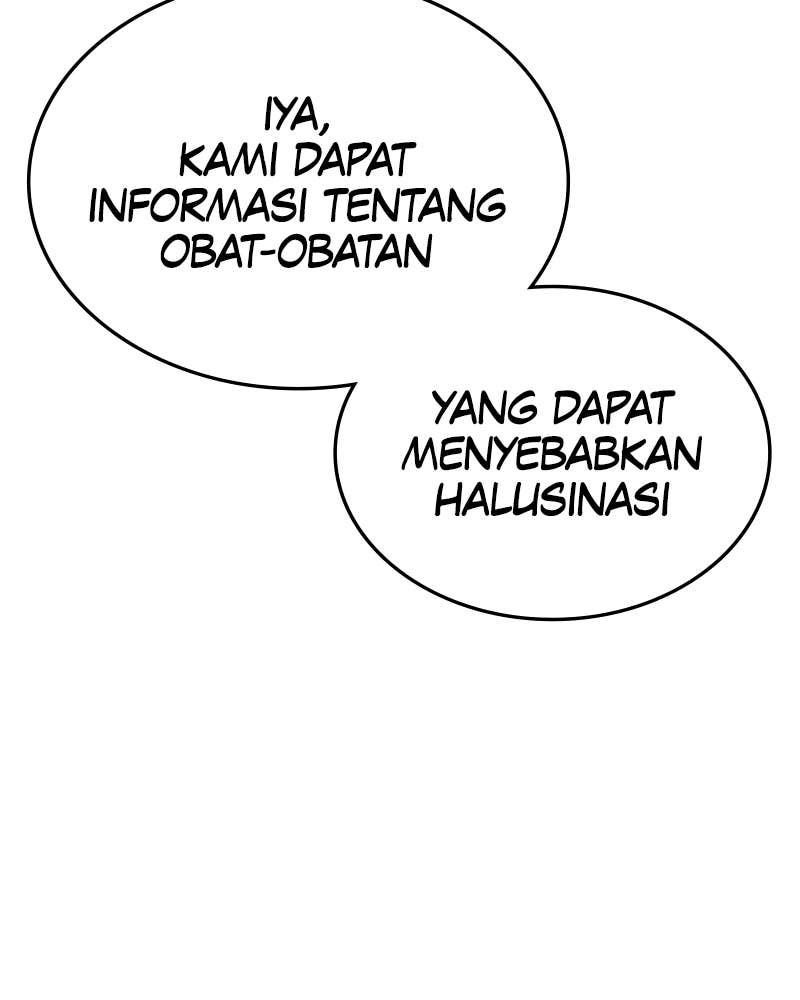 IYA,
KAMI DAPAT
INFORMASI TENTANG
OBAT-OBATAN
YANG DAPAT
MENYEBABKAN
HALUSINASI